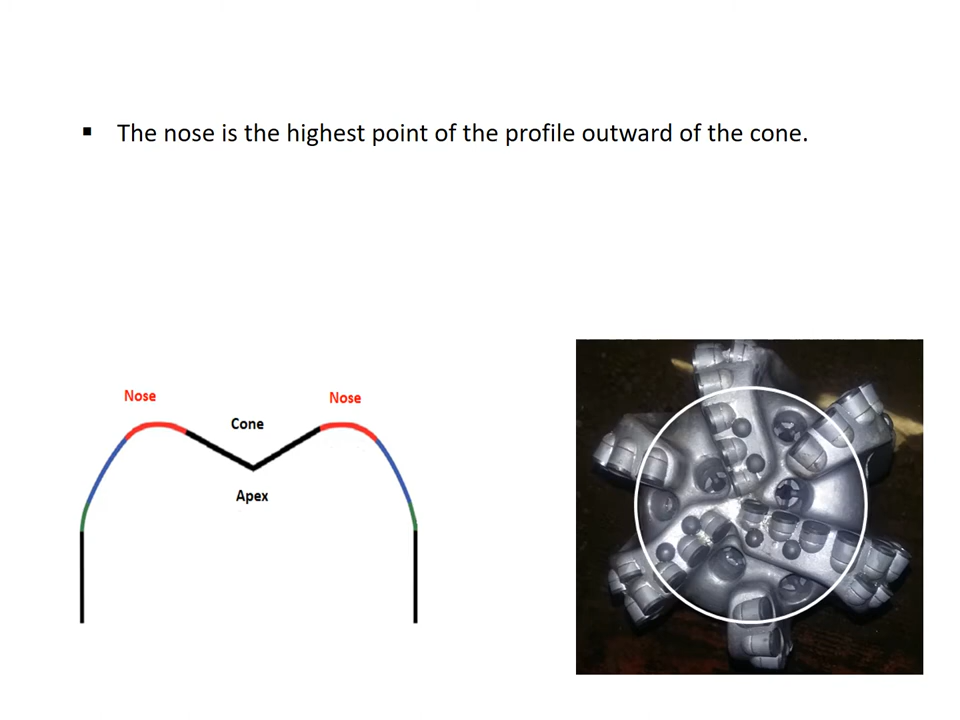 ▪ The nose is the highest point of the profile outward of the cone.
Nose
Nose
Cone
Apex